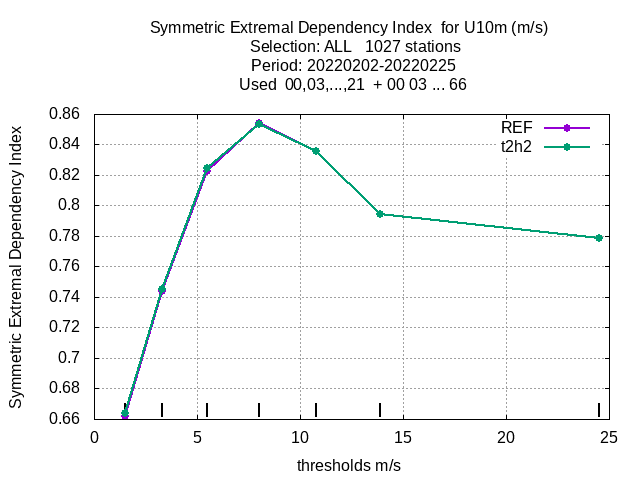 Symmetric Extremal Dependency Index  for U10m (m/s)
Selection: ALL   1027 stations
Period: 20220202-20220225
Used  00,03,...,21  + 00 03 ... 66
REF
t2h2
Symmetric Extremal Dependency Index
0.86
0.84
0.82
0.8
0.78
0.76
0.74
0.72
0.7
0.68
0.66
0 5 10 15 20 25
thresholds m/s